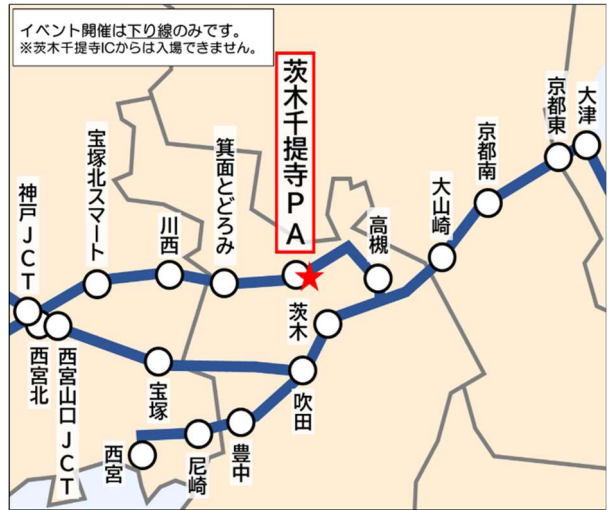 イベント開催は下り線のみです。
※茨木千提寺ICからは入場できません。
茨木千提寺PA
大津
京都東
京都南
大山崎
高槻
箕面とどろみ
川西
宝塚北スマート
神戸JCT
茨木
吹田
宝塚
西宮山口JCT
西宮北
豊中
尼崎
西宮